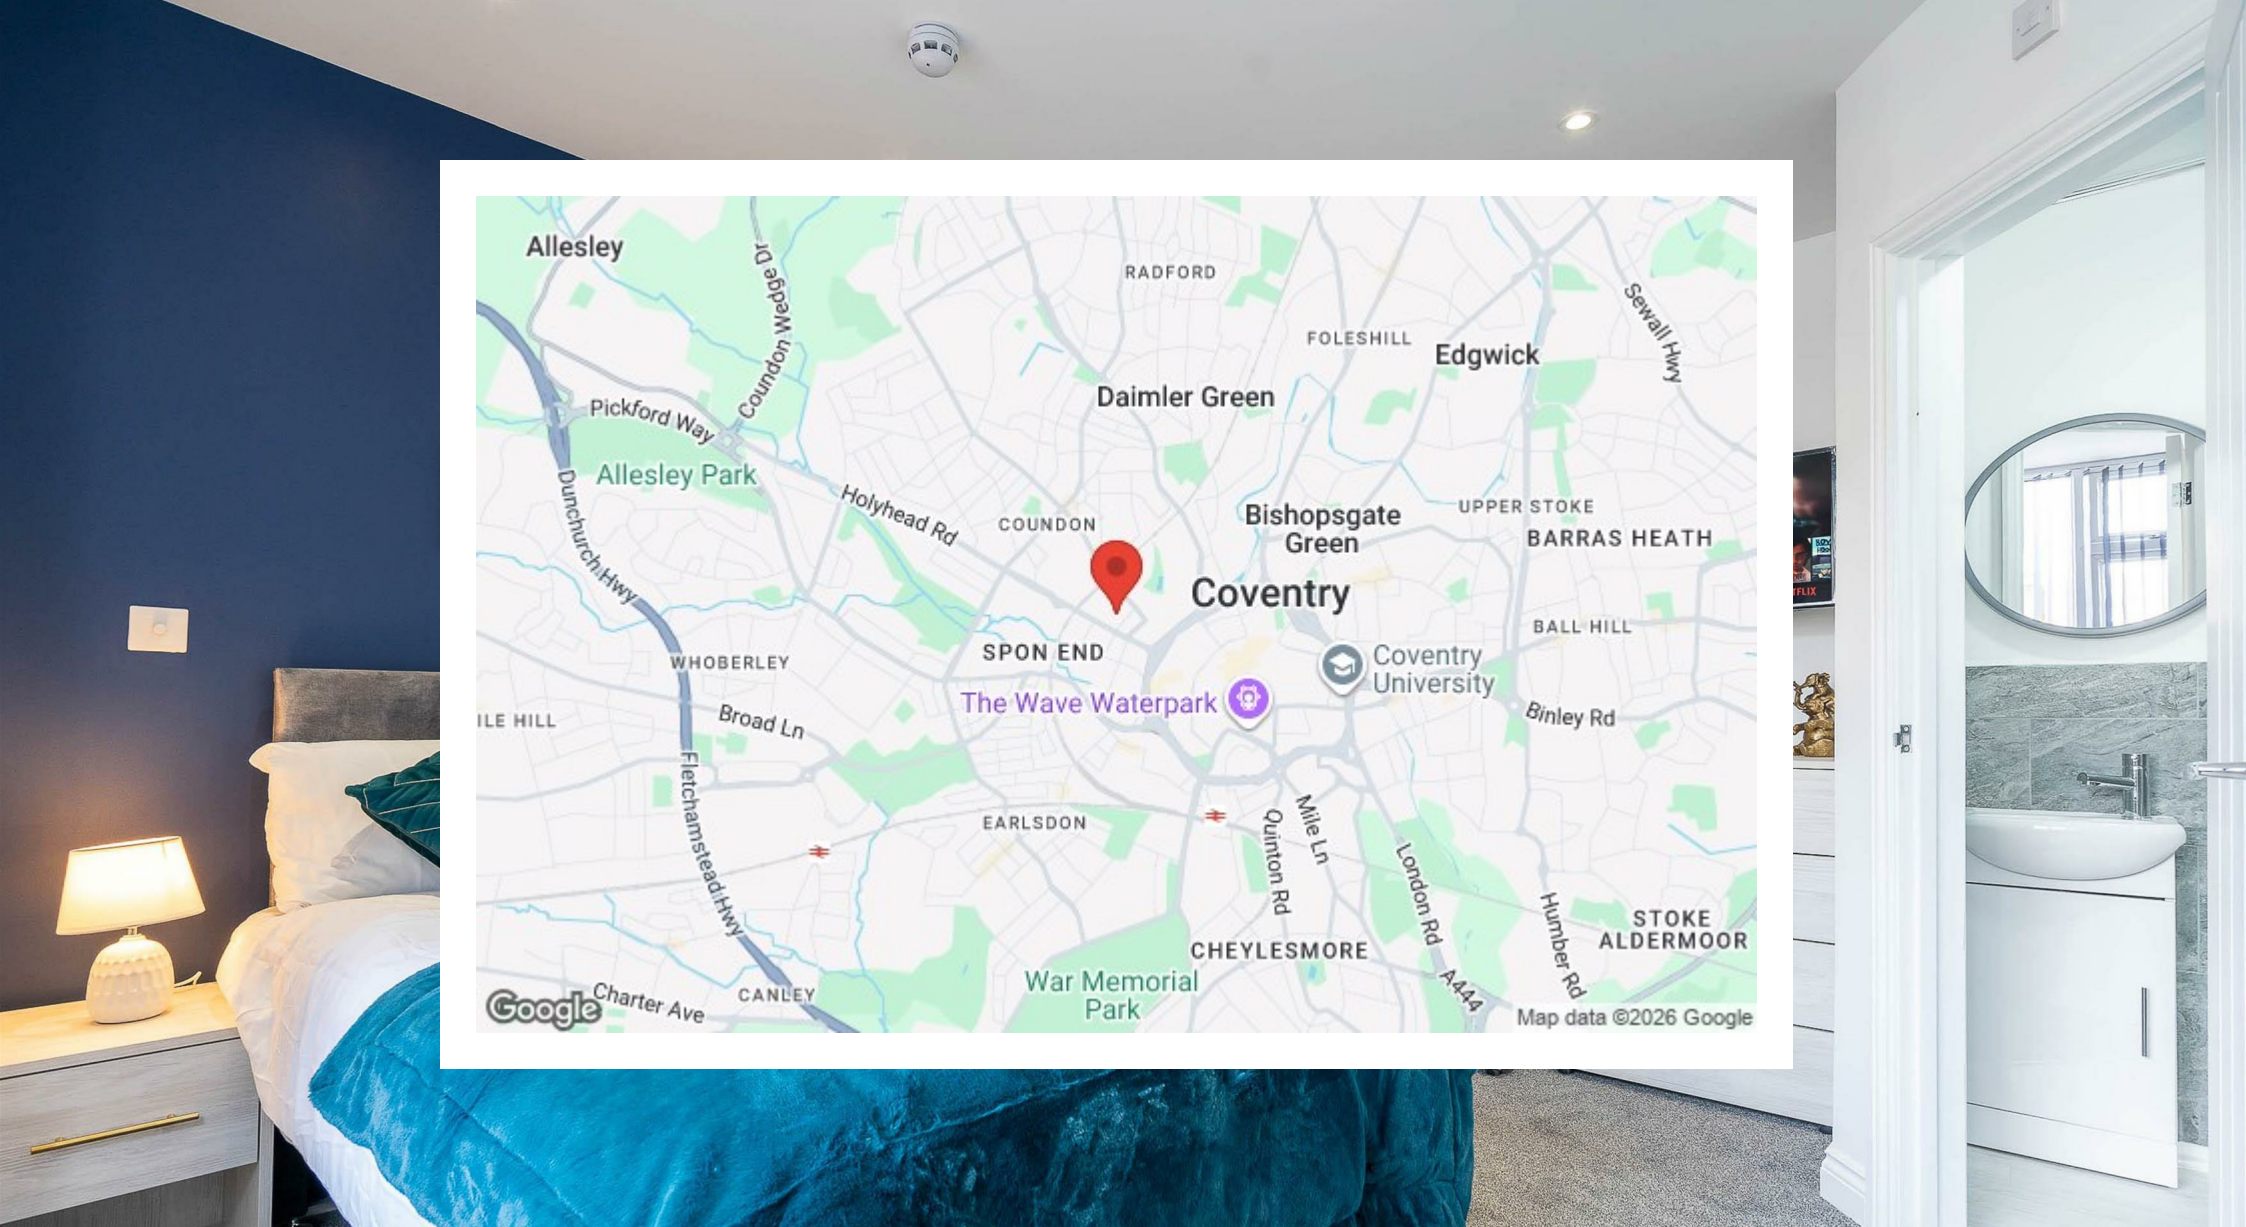 Allesley
RADFORD
Coundon Wedge Dr
Sewall Hwy
FOLESHILL
Edgwick
Daimler Green
Pickford Way
Allesley Park
Dunchurch Hwy
Holyhead Rd
COUNDON
Bishopsgate
Green
UPPER STOKE
BARRAS HEATH
Coventry
BALL HILL
SPON END
WHOBERLEY
Coventry
University
The Wave Waterpark
ILE HILL
Broad Ln
Binley Rd
Fletchamstead Hwy
EARLSDON
Quinton Rd
Mile Ln
London Rd
Humber Rd
STOKE
ALDERMOOR
CHEYLESMORE
War Memorial
Park
A444
CANLEY
Charter Ave
Google
Map data ©2026 Google
TFLIX